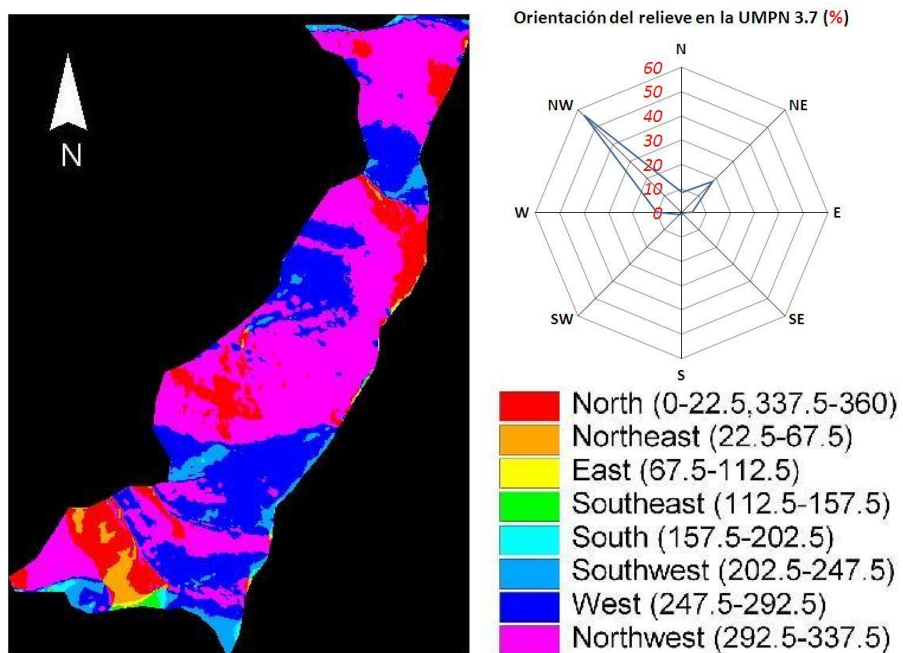 N
Orientación del relieve en la UMPN 3.7 (%)
N
NE
E
SE
S
SW
W
NW
60
50
40
30
20
10
0
North (0-22.5,337.5-360)
Northeast (22.5-67.5)
East (67.5-112.5)
Southeast (112.5-157.5)
South (157.5-202.5)
Southwest (202.5-247.5)
West (247.5-292.5)
Northwest (292.5-337.5)